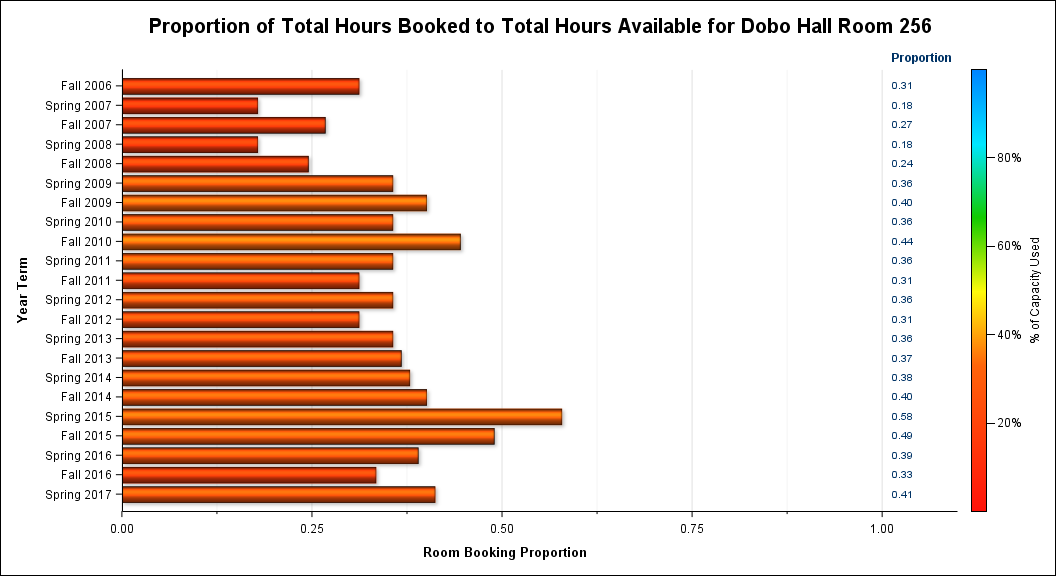 Proportion of Total Hours Booked to Total Hours Available for Dobo Hall Room 256
Proportion
Fall 2006 0.31
Spring 2007 0.18
Fall 2007 0.27
Spring 2008 0.18
Fall 2008 0.24
Spring 2009 0.36
Fall 2009 0.40
Spring 2010 0.36
Fall 2010 0.44
Spring 2011 0.36
Fall 2011 0.31
Spring 2012 0.36
Fall 2012 0.31
Spring 2013 0.36
Fall 2013 0.37
Spring 2014 0.38
Fall 2014 0.40
Spring 2015 0.58
Fall 2015 0.49
Spring 2016 0.39
Fall 2016 0.33
Spring 2017 0.41
Year Term
0.00 0.25 0.50 0.75 1.00
Room Booking Proportion
80%
60%
40%
20%
% of Capacity Used